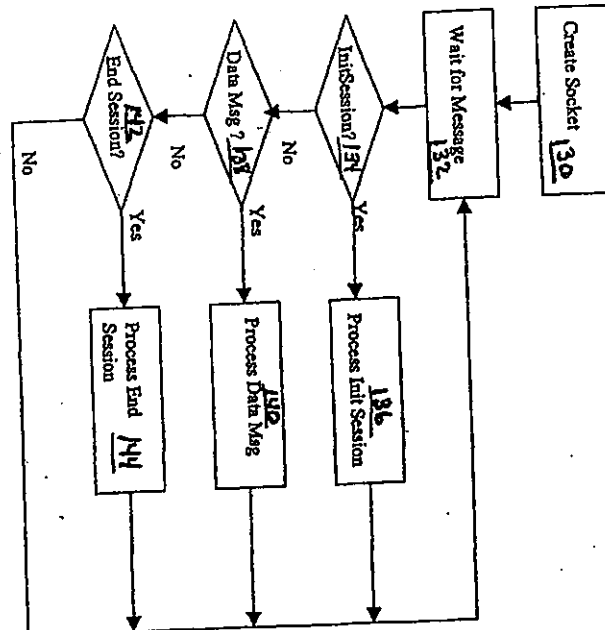 Create Socket
130
Wait for Message
132
InitSession? 134
Yes
Process Init Session
136
No
Data Msg ? 138
Yes
Process Data Msg
140
No
End Session?
142
Yes
Process End
Session 144
No